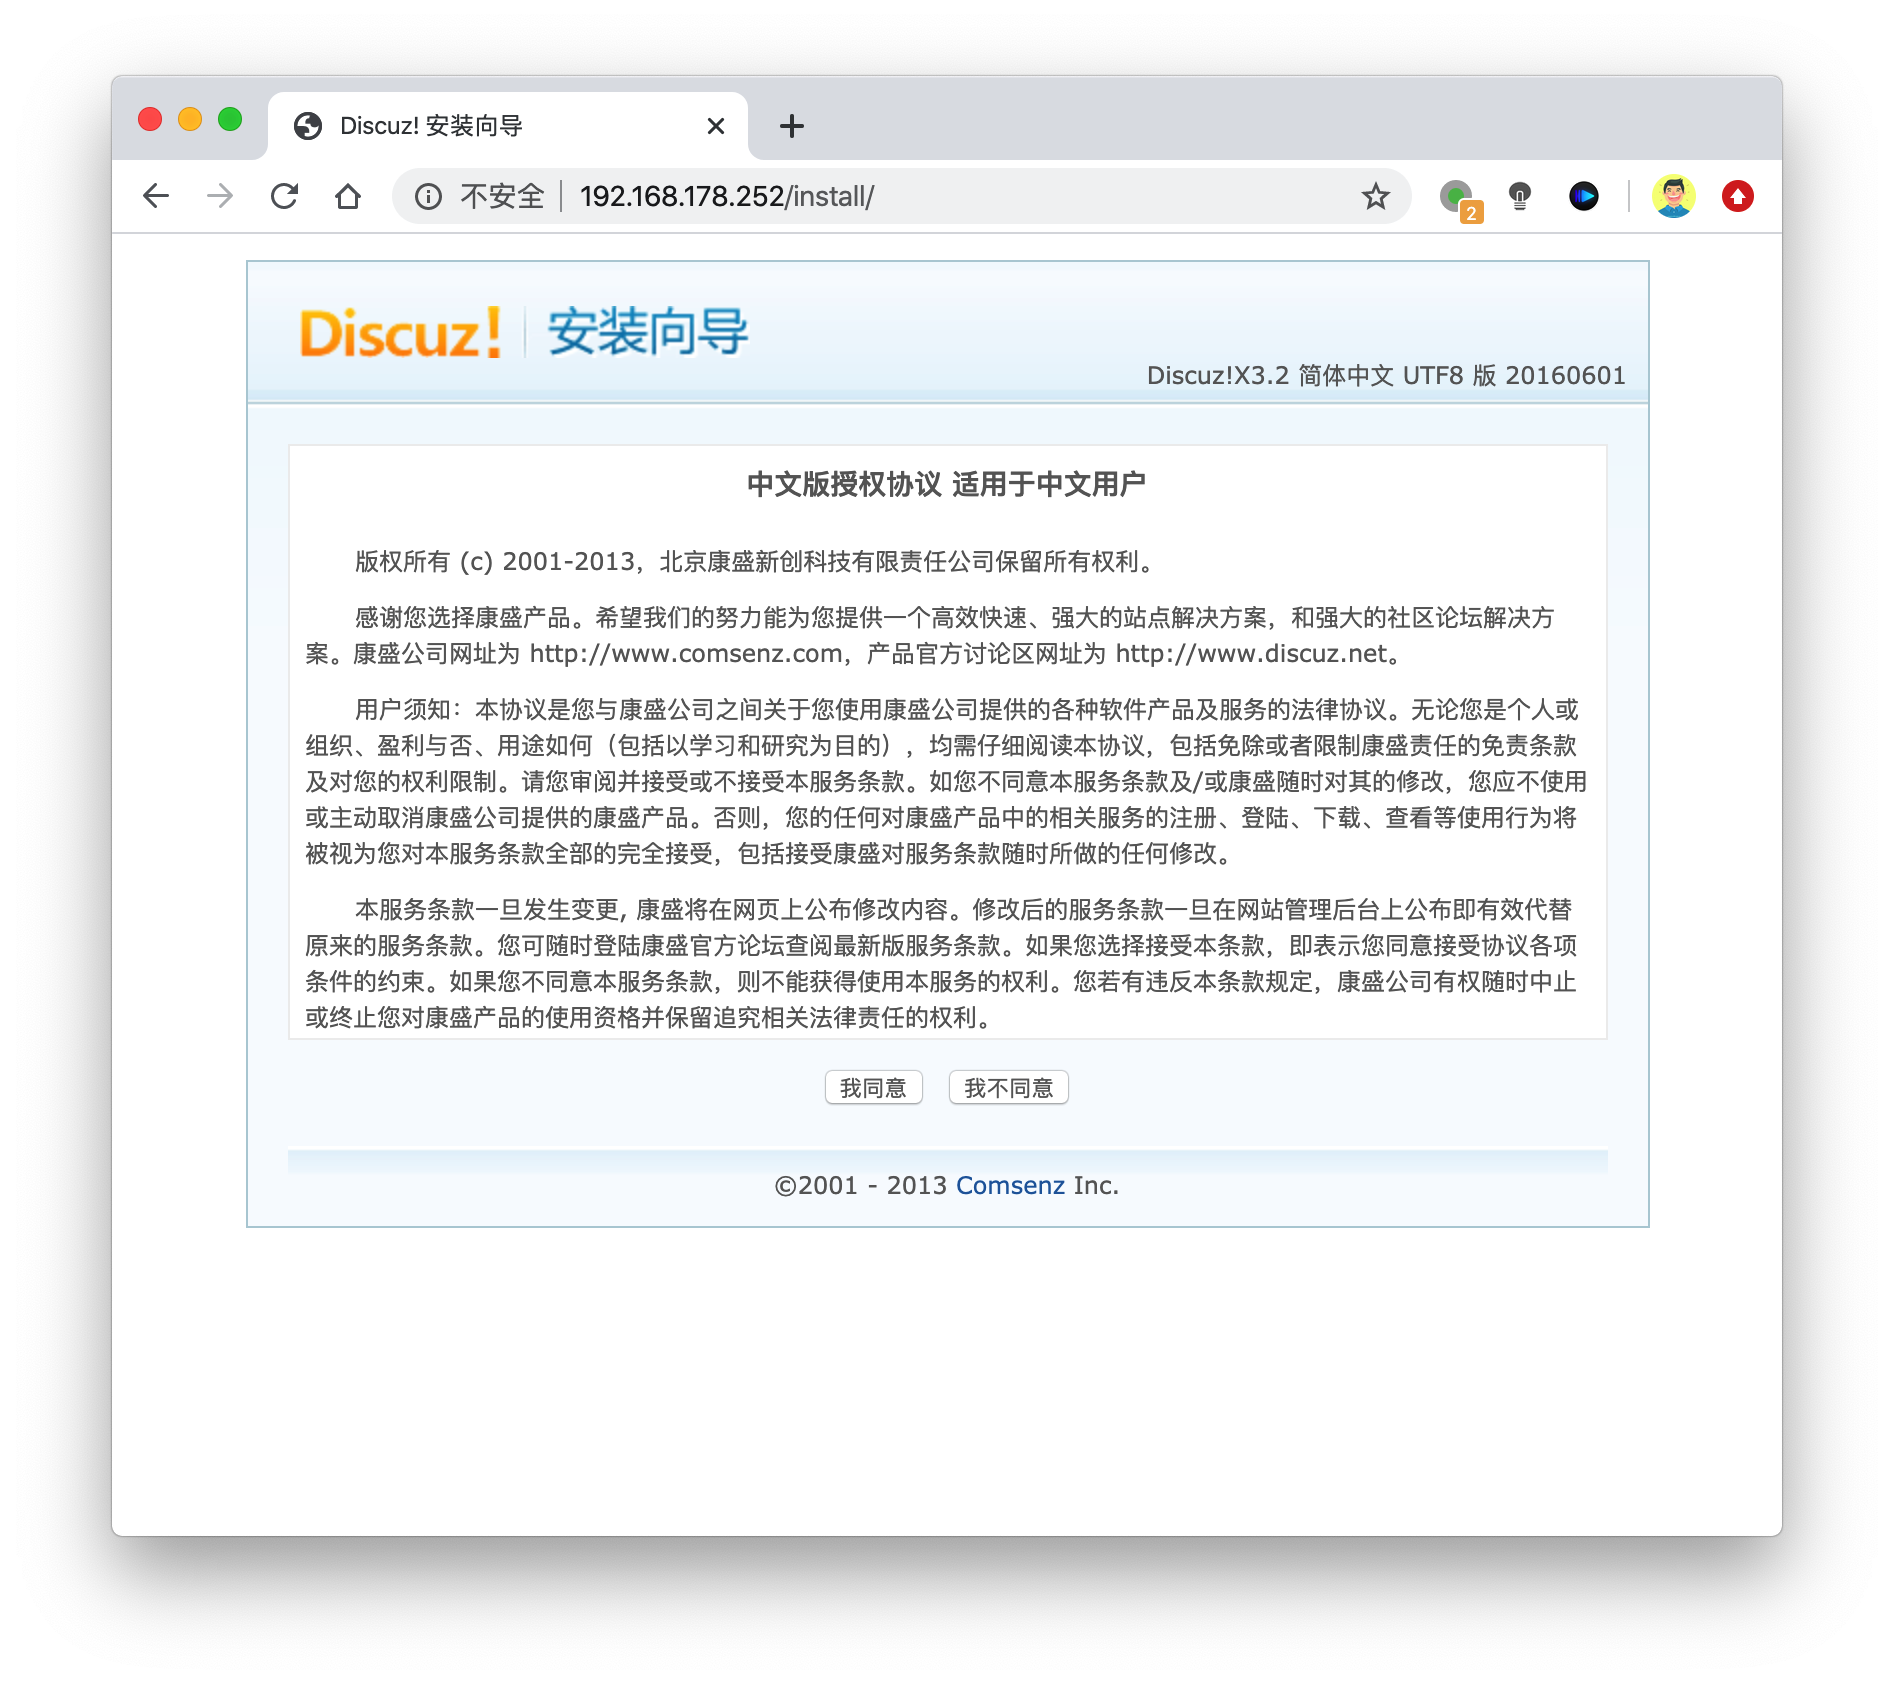 Discuz! 安装向导
不安全 192.168.178.252/install/
2
Discuz! 安装向导
Discuz!X3.2 简体中文 UTF8 版 20160601
中文版授权协议 适用于中文用户
版权所有 (c) 2001-2013，北京康盛新创科技有限责任公司保留所有权利。
感谢您选择康盛产品。希望我们的努力能为您提供一个高效快速、强大的站点解决方案，和强大的社区论坛解决方
案。康盛公司网址为 http://www.comsenz.com，产品官方讨论区网址为 http://www.discuz.net。
用户须知：本协议是您与康盛公司之间关于您使用康盛公司提供的各种软件产品及服务的法律协议。无论您是个人或
组织、盈利与否、用途如何（包括以学习和研究为目的），均需仔细阅读本协议，包括免除或者限制康盛责任的免责条款
及对您的权利限制。请您审阅并接受或不接受本服务条款。如您不同意本服务条款及/或康盛随时对其的修改，您应不使用
或主动取消康盛公司提供的康盛产品。否则，您的任何对康盛产品中的相关服务的注册、登陆、下载、查看等使用行为将
被视为您对本服务条款全部的完全接受，包括接受康盛对服务条款随时所做的任何修改。
本服务条款一旦发生变更, 康盛将在网页上公布修改内容。修改后的服务条款一旦在网站管理后台上公布即有效代替
原来的服务条款。您可随时登陆康盛官方论坛查阅最新版服务条款。如果您选择接受本条款，即表示您同意接受协议各项
条件的约束。如果您不同意本服务条款，则不能获得使用本服务的权利。您若有违反本条款规定，康盛公司有权随时中止
或终止您对康盛产品的使用资格并保留追究相关法律责任的权利。
我同意 我不同意
©2001 - 2013 Comsenz Inc.